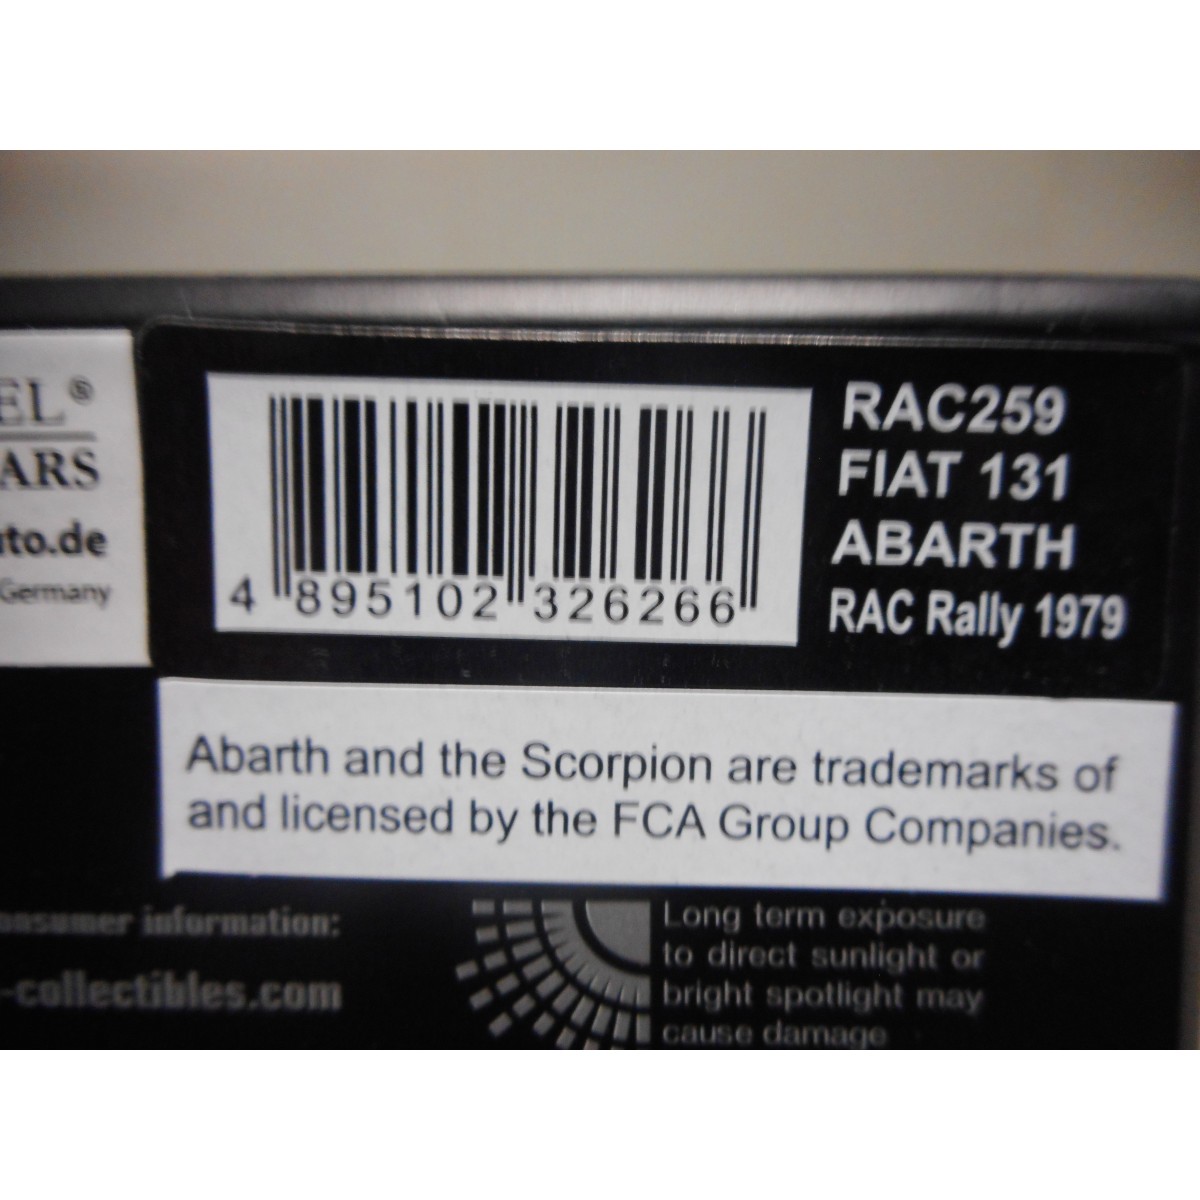 EL®
ARS
uto.de
Germany
4 895102 326266
RAC259
FIAT 131
ABARTH
RAC Rally 1979
Abarth and the Scorpion are trademarks of
and licensed by the FCA Group Companies.
onsumer information:
-collectibles.com
Long term exposure
to direct sunlight or
bright spotlight may
cause damage